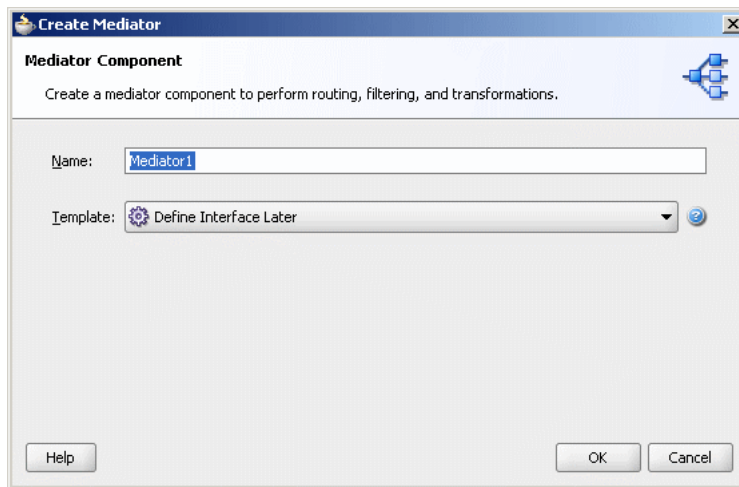 Create Mediator
Mediator Component
Create a mediator component to perform routing, filtering, and transformations.
Name: Mediator1
Template: Define Interface Later
Help OK Cancel